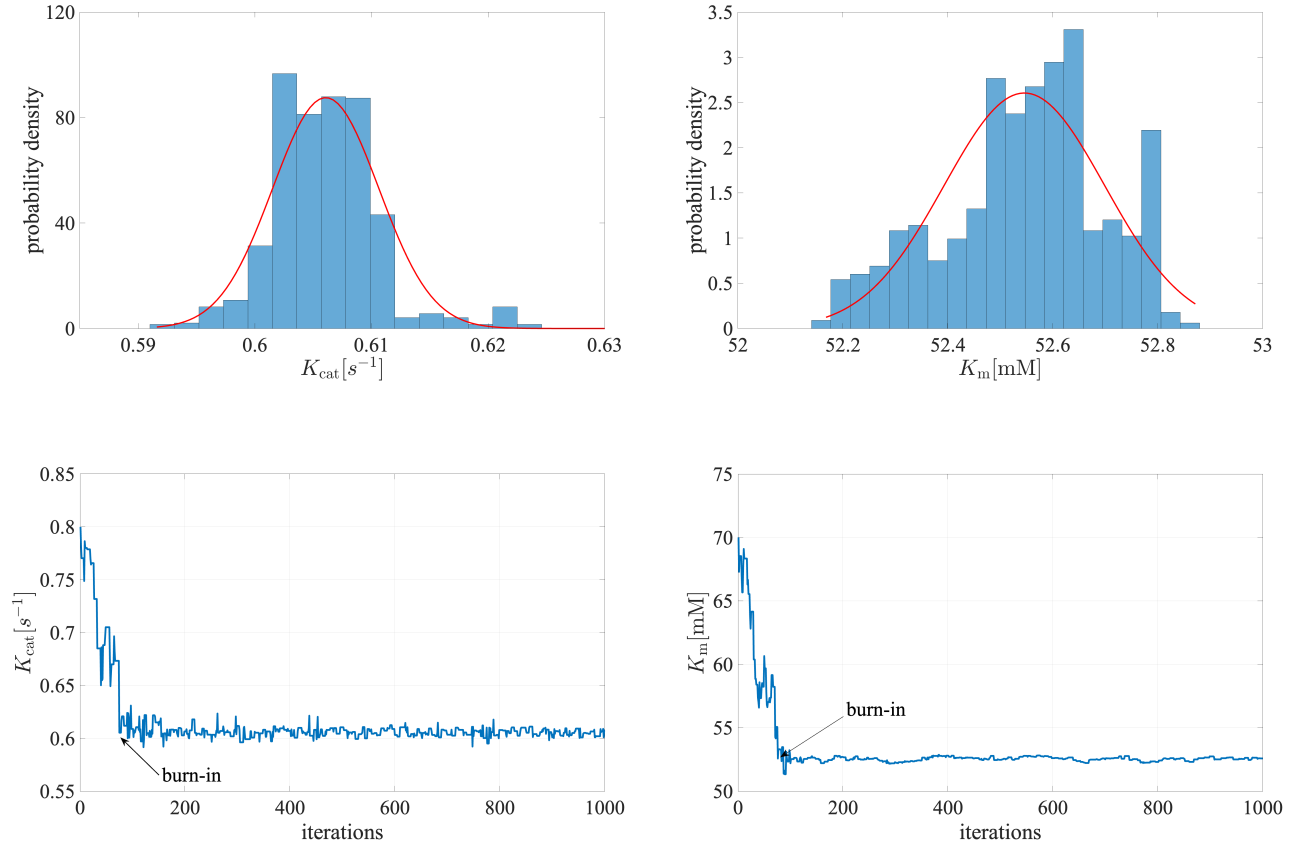 120
80
40
0
probability density
0.59 0.6 0.61 0.62 0.63
K_cat[s^−1]
3.5
3
2.5
2
1.5
1
0.5
0
probability density
52 52.2 52.4 52.6 52.8 53
K_m[mM]
0.85
0.8
0.75
0.7
0.65
0.6
0.55
K_cat[s^−1]
burn-in
0 200 400 600 800 1000
iterations
75
70
65
60
55
50
K_m[mM]
burn-in
0 200 400 600 800 1000
iterations